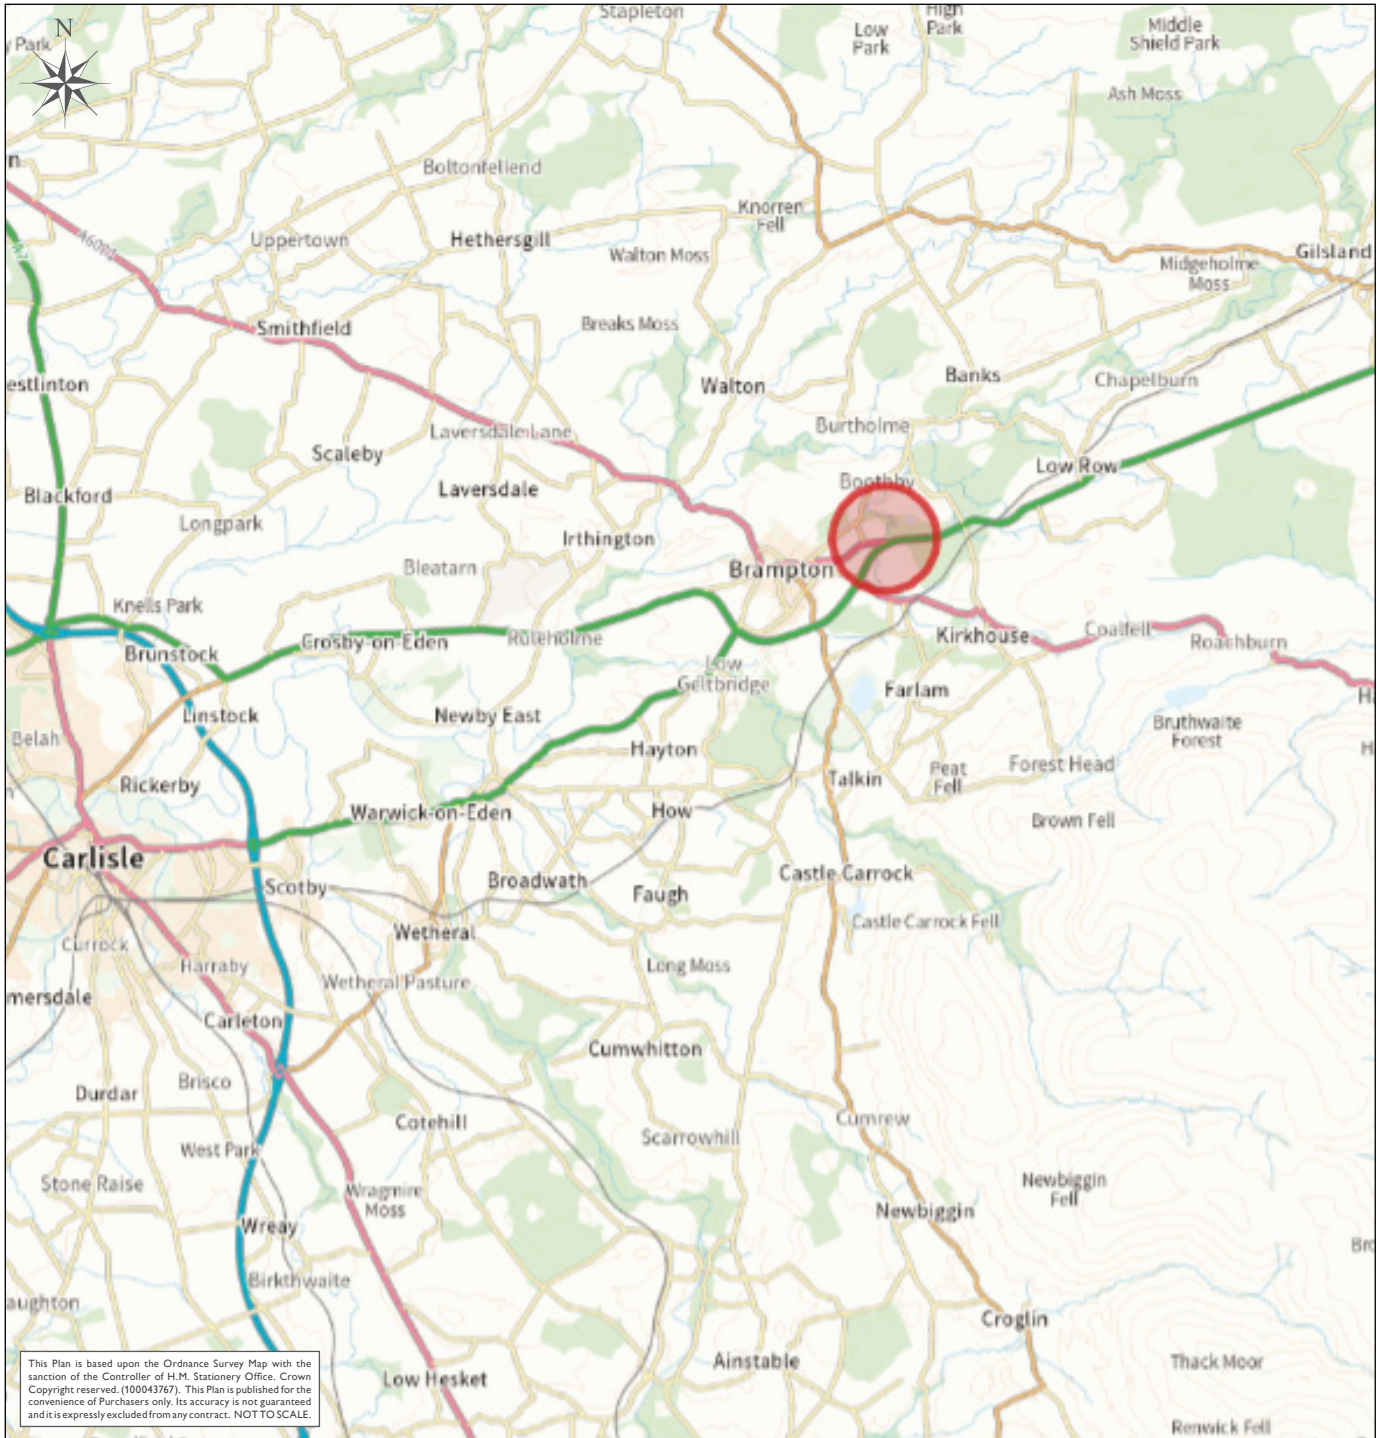 Stapleton
High
Park
Low
Park
Middle
Shield Park
N
y Park
Ash Moss
n
Boltonfellend
Knorren
Fell
A7
A6071
Uppertown
Hethersgill
Walton Moss
Gilsland
Midgeholme
Moss
Smithfield
Breaks Moss
estlinton
Walton
Banks
Chapelburn
Burtholme
Laversdale Lane
Scaleby
Low Row
Boothby
Blackford
Laversdale
Longpark
Irthington
Bleatarn
Brampton
Knells Park
Crosby-on-Eden
Ruleholme
Kirkhouse
Coalfell
Roachburn
Brunstock
Low
Geltbridge
Farlam
Ha
Linstock
Newby East
Bruthwaite
Forest
Belah
Hayton
H
Rickerby
Talkin
Peat
Fell
Forest Head
n
Warwick-on-Eden
How
Brown Fell
Carlisle
Scotby
Broadwath
Faugh
Castle Carrock
Castle Carrock Fell
Currock
Wetheral
Harraby
Wetheral Pasture
Long Moss
mersdale
Carleton
Cumwhitton
Durdar
Brisco
Cotehill
Cumrew
West Park
Scarrowhill
Stone Raise
Wragmire
Moss
Newbiggin
Fell
Wreay
Newbiggin
Bro
Birkthwaite
aughton
Croglin
Ainstable
Thack Moor
Low Hesket
Renwick Fell
This Plan is based upon the Ordnance Survey Map with the
sanction of the Controller of H.M. Stationery Office. Crown
Copyright reserved. (100043767). This Plan is published for the
convenience of Purchasers only. Its accuracy is not guaranteed
and it is expressly excluded from any contract. NOT TO SCALE.